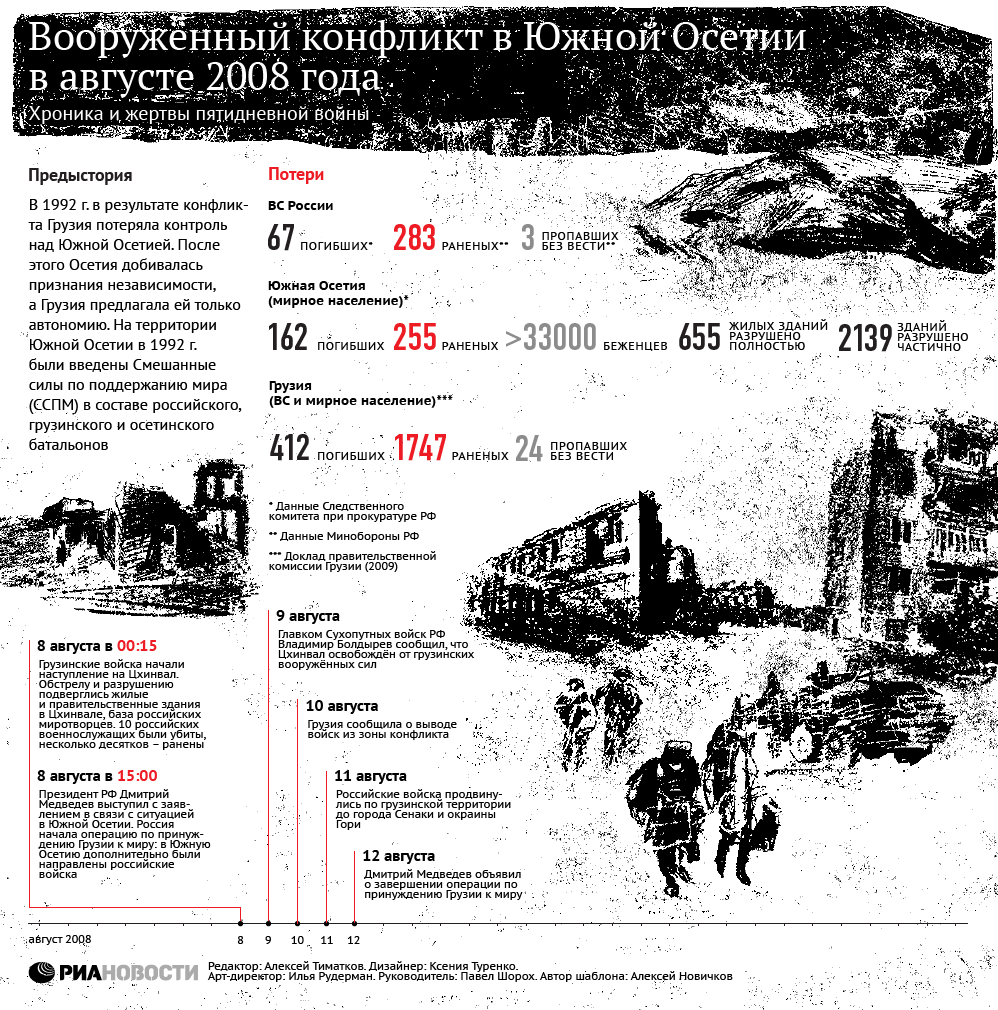 Вооружённый конфликт в Южной Осетии
в августе 2008 года
Хроника и жертвы пятидневной войны
Предыстория
В 1992 г. в результате конфлик-
та Грузия потеряла контроль
над Южной Осетией. После
этого Осетия добивалась
признания независимости,
а Грузия предлагала ей только
автономию. На территории
Южной Осетии в 1992 г.
были введены Смешанные
силы по поддержанию мира
(ССПМ) в составе российского,
грузинского и осетинского
батальонов
Потери
ВС России
67 ПОГИБШИХ* 283 РАНЕНЫХ** 3 ПРОПАВШИХ
БЕЗ ВЕСТИ**
Южная Осетия
(мирное население)*
162 ПОГИБШИХ 255 РАНЕНЫХ >33000 БЕЖЕНЦЕВ 655 ЖИЛЫХ ЗДАНИЙ
РАЗРУШЕНО
ПОЛНОСТЬЮ
2139 ЗДАНИЙ
РАЗРУШЕНО
ЧАСТИЧНО
Грузия
(ВС и мирное население)***
412 ПОГИБШИХ 1747 РАНЕНЫХ 24 ПРОПАВШИХ
БЕЗ ВЕСТИ
* Данные Следственного
комитета при прокуратуре РФ
** Данные Минобороны РФ
*** Доклад правительственной
комиссии Грузии (2009)
8 августа в 00:15
Грузинские войска начали
наступление на Цхинвал.
Обстрелу и разрушению
подверглись жилые
и правительственные здания
в Цхинвале, база российских
миротворцев. 10 российских
военнослужащих были убиты,
несколько десятков – ранены
8 августа в 15:00
Президент РФ Дмитрий
Медведев выступил с заяв-
лением в связи с ситуацией
в Южной Осетии. Россия
начала операцию по принуж-
дению Грузии к миру: в Южную
Осетию дополнительно были
направлены российские
войска
9 августа
Главком Сухопутных войск РФ
Владимир Болдырев сообщил, что
Цхинвал освобождён от грузинских
вооружённых сил
10 августа
Грузия сообщила о выводе
войск из зоны конфликта
11 августа
Российские войска продвину-
лись по грузинской территории
до города Сенаки и окраины
Гори
12 августа
Дмитрий Медведев объявил
о завершении операции по
принуждению Грузии к миру
август 2008 8 9 10 11 12
РИАНОВОСТИ
Редактор: Алексей Тиматков. Дизайнер: Ксения Туренко.
Арт-директор: Илья Рудерман. Руководитель: Павел Шорох. Автор шаблона: Алексей Новичков